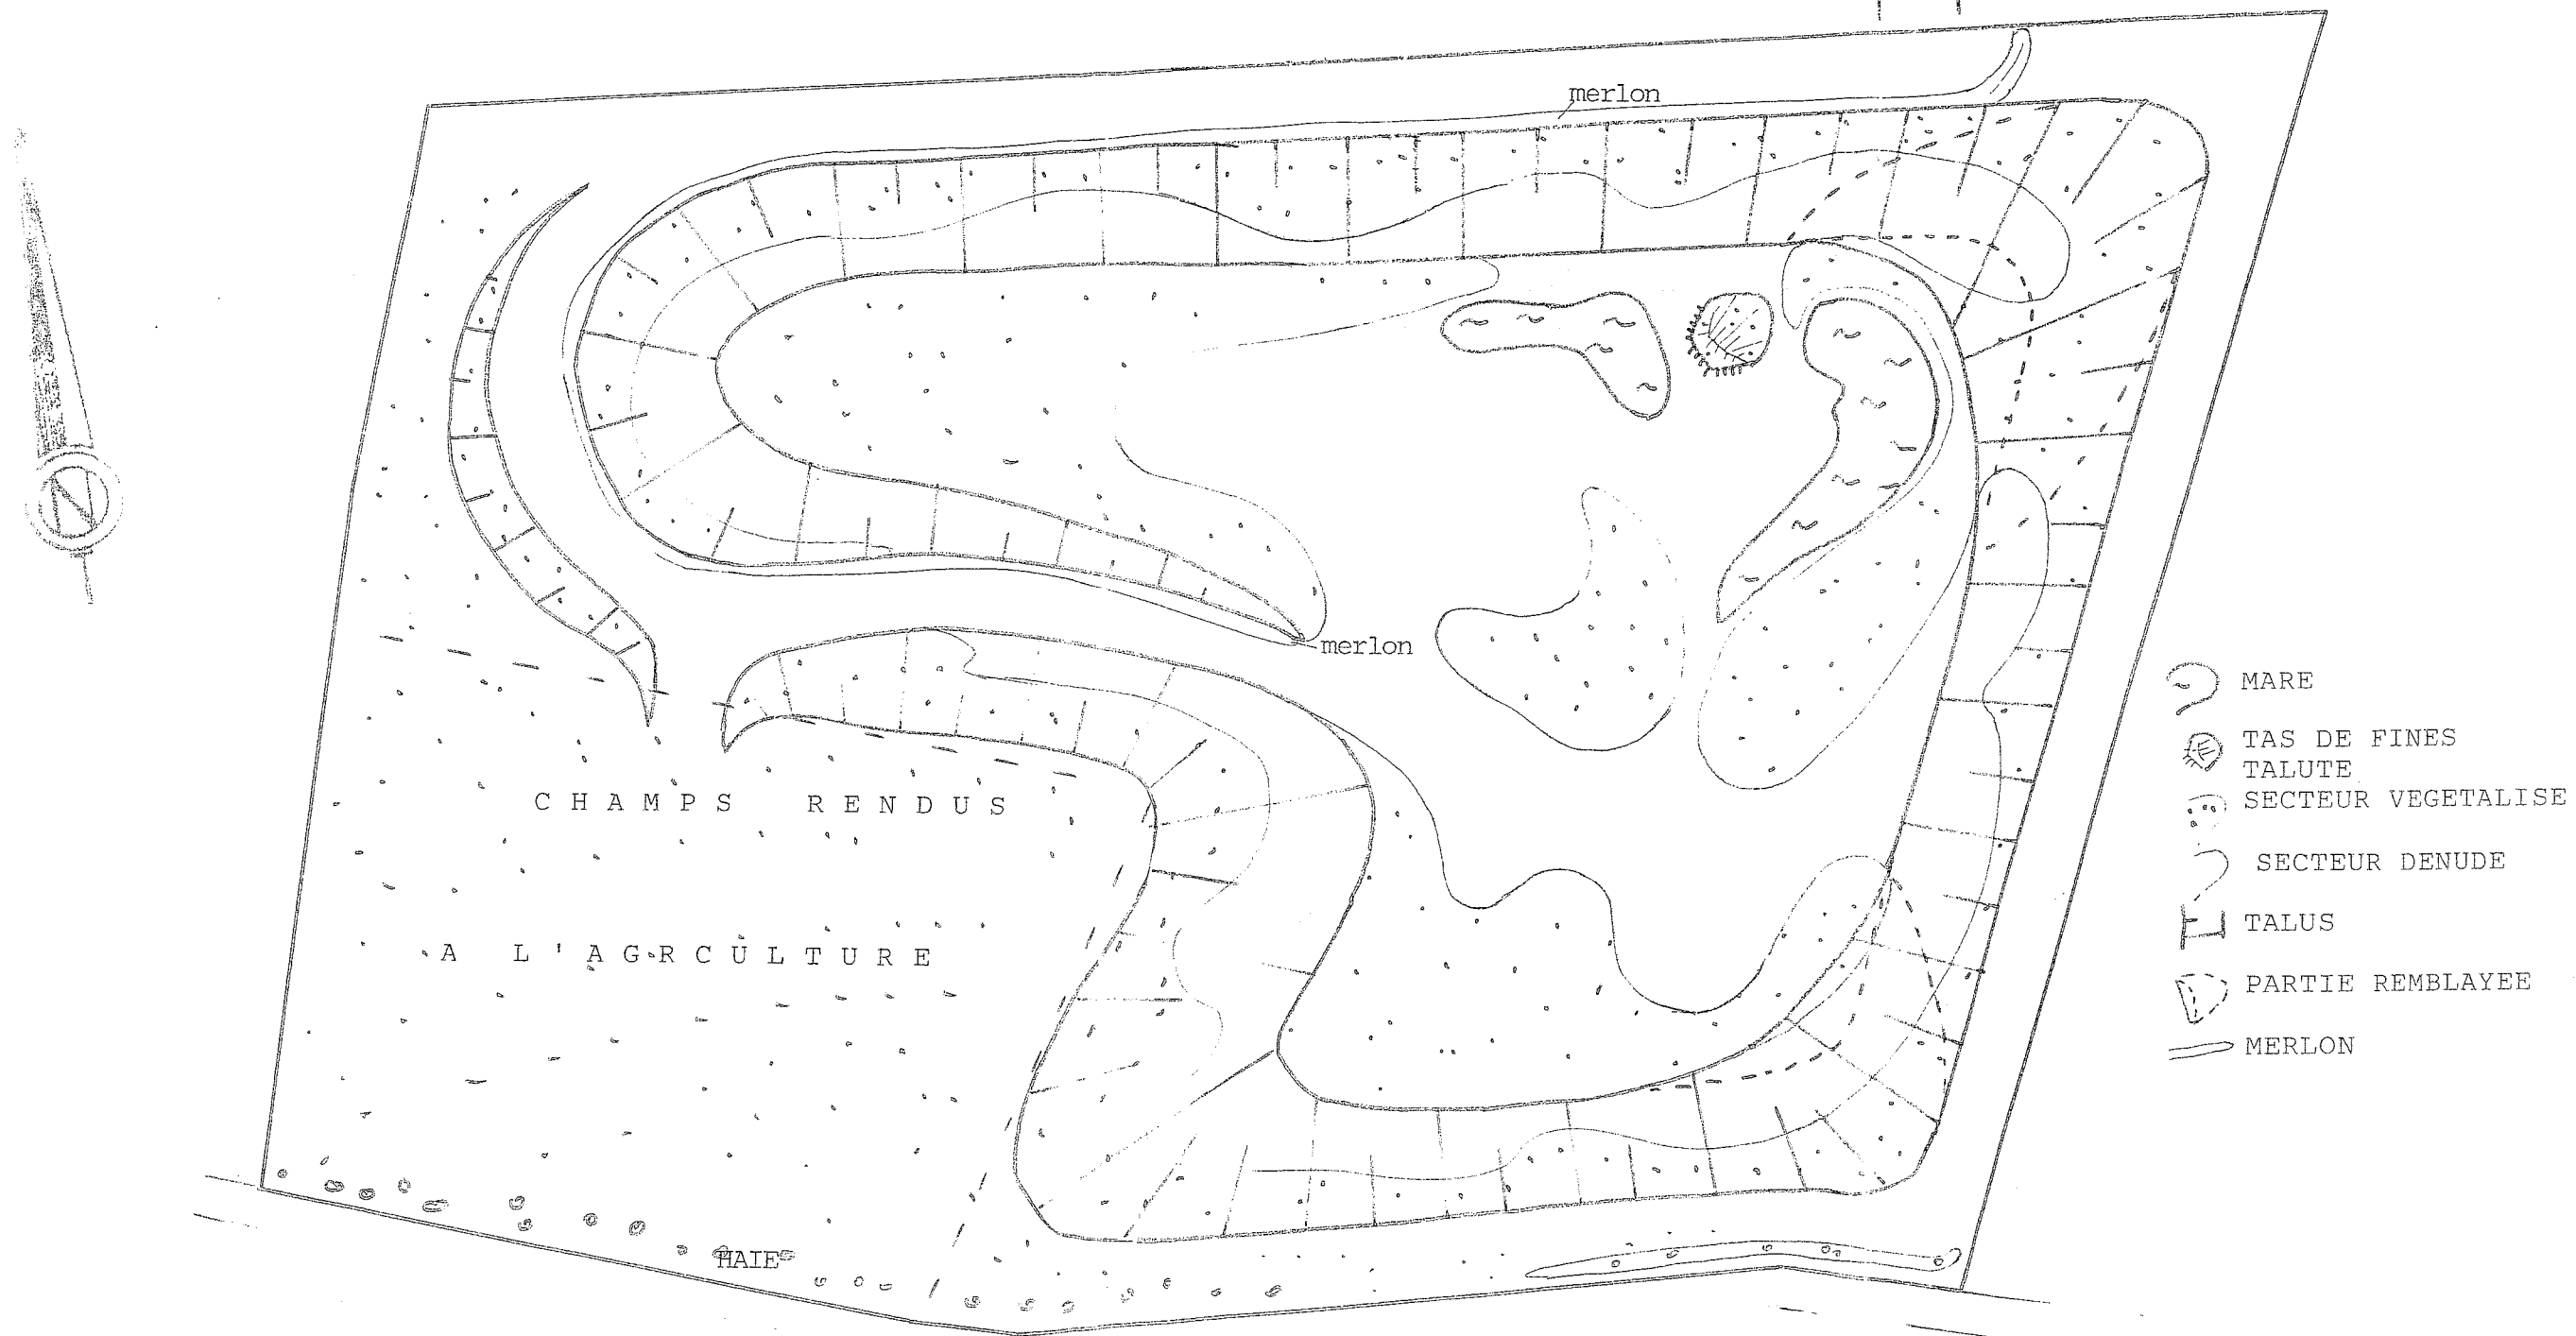 merlon
merlon
CHAMPS RENDUS
A L'AGRCULTURE
HAIE
N
MARE
TAS DE FINES
TALUTE
SECTEUR VEGETALISE
SECTEUR DENUDE
TALUS
PARTIE REMBLAYEE
MERLON